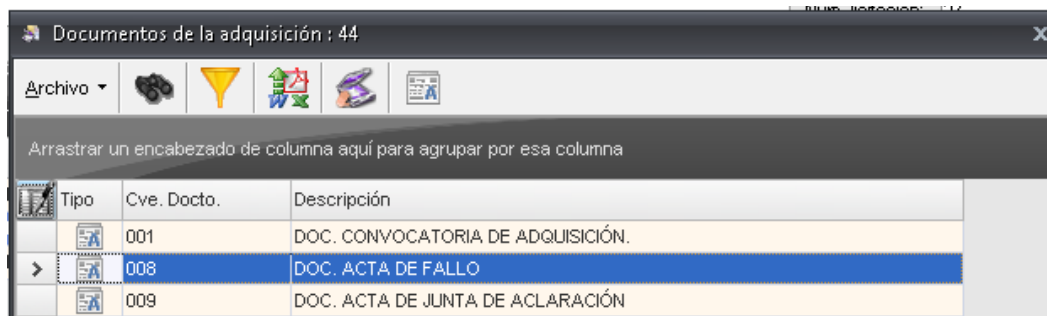 Núm. licitación:
Documentos de la adquisición : 44
Archivo
Arrastrar un encabezado de columna aquí para agrupar por esa columna
Tipo Cve. Docto. Descripción
001 DOC. CONVOCATORIA DE ADQUISICIÓN.
008 DOC. ACTA DE FALLO
009 DOC. ACTA DE JUNTA DE ACLARACIÓN